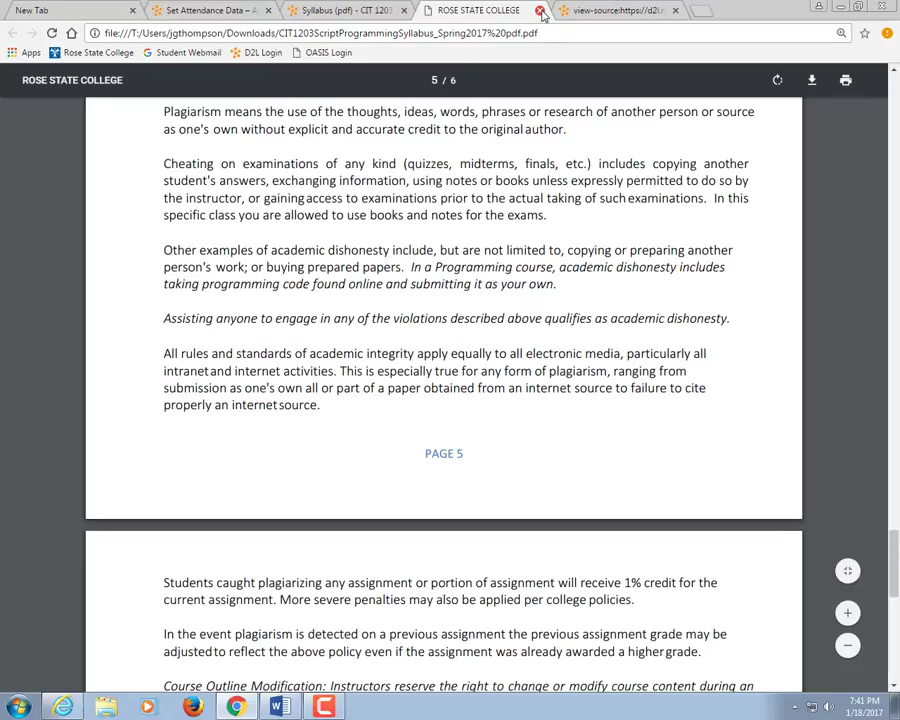 New Tab
Set Attendance Data - A
Syllabus (pdf) - CIT 1203
ROSE STATE COLLEGE
view-source:https://d2l
file:///T:/Users/jgthompson/Downloads/CIT1203ScriptProgrammingSyllabus_Spring2017%20pdf.pdf
Apps
Rose State College
Student Webmail
D2L Login
OASIS Login
ROSE STATE COLLEGE
5 / 6
Plagiarism means the use of the thoughts, ideas, words, phrases or research of another person or source
as one's own without explicit and accurate credit to the original author.
Cheating on examinations of any kind (quizzes, midterms, finals, etc.) includes copying another
student's answers, exchanging information, using notes or books unless expressly permitted to do so by
the instructor, or gaining access to examinations prior to the actual taking of such examinations. In this
specific class you are allowed to use books and notes for the exams.
Other examples of academic dishonesty include, but are not limited to, copying or preparing another
person's work; or buying prepared papers. In a Programming course, academic dishonesty includes
taking programming code found online and submitting it as your own.
Assisting anyone to engage in any of the violations described above qualifies as academic dishonesty.
All rules and standards of academic integrity apply equally to all electronic media, particularly all
intranet and internet activities. This is especially true for any form of plagiarism, ranging from
submission as one's own all or part of a paper obtained from an internet source to failure to cite
properly an internet source.
PAGE 5
Students caught plagiarizing any assignment or portion of assignment will receive 1% credit for the
current assignment. More severe penalties may also be applied per college policies.
In the event plagiarism is detected on a previous assignment the previous assignment grade may be
adjusted to reflect the above policy even if the assignment was already awarded a higher grade.
Course Outline Modification: Instructors reserve the right to change or modify course content during an
7:41 PM
1/18/2017